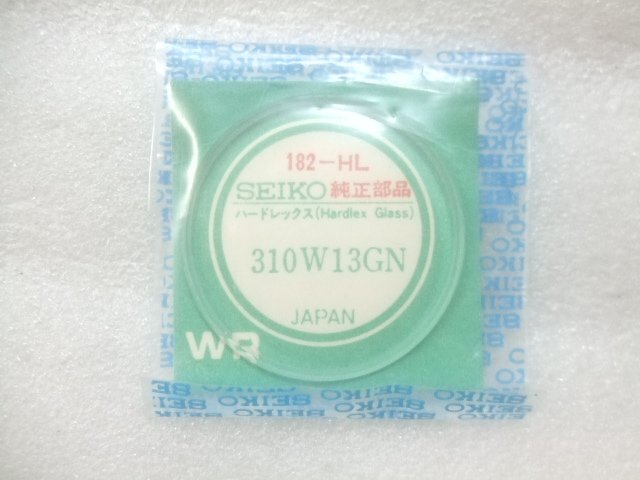 182-HL
SEIKO 純正部品
ハードレックス(Hardlex Glass)
310W13GN
JAPAN
WR